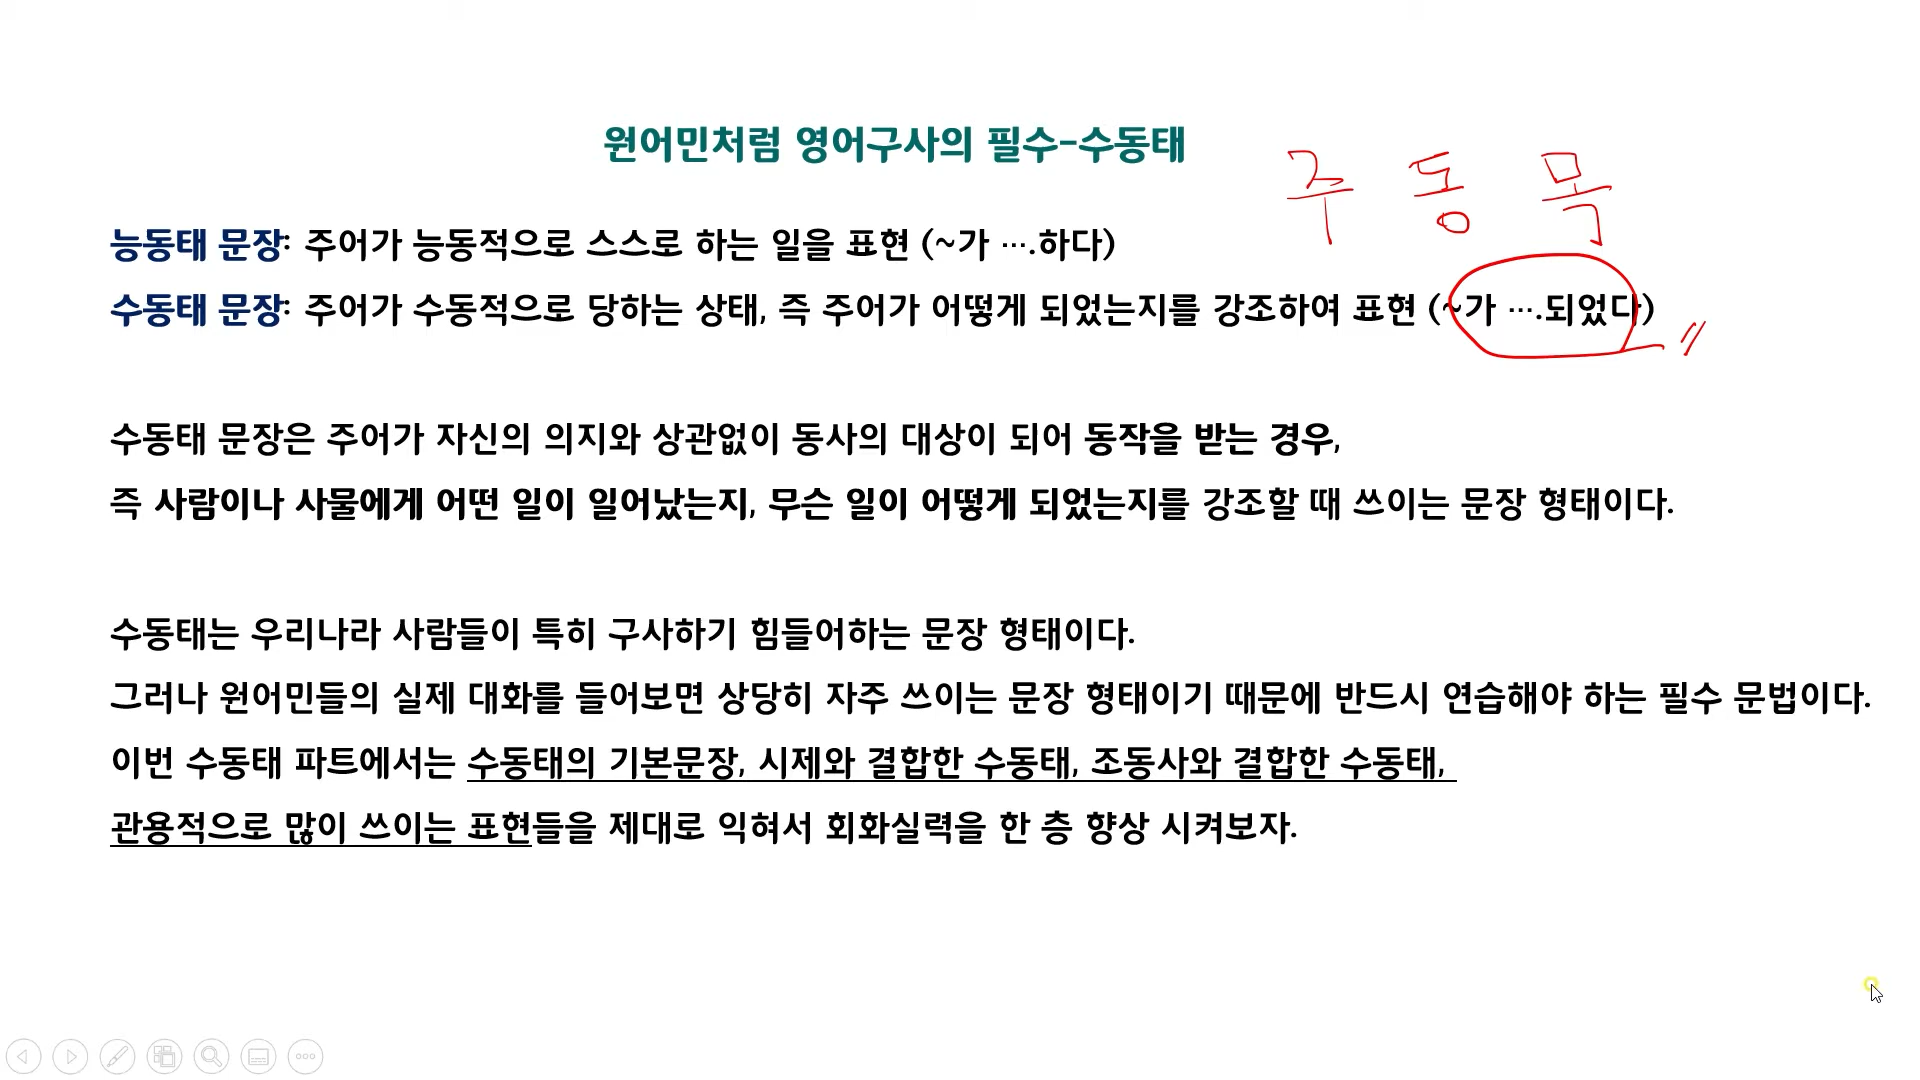 원어민처럼 영어구사의 필수-수동태
주 동 목
능동태 문장: 주어가 능동적으로 스스로 하는 일을 표현 (~가 ….하다)
수동태 문장: 주어가 수동적으로 당하는 상태, 즉 주어가 어떻게 되었는지를 강조하여 표현 (~가 ….되었다)
수동태 문장은 주어가 자신의 의지와 상관없이 동사의 대상이 되어 동작을 받는 경우,
즉 사람이나 사물에게 어떤 일이 일어났는지, 무슨 일이 어떻게 되었는지를 강조할 때 쓰이는 문장 형태이다.
수동태는 우리나라 사람들이 특히 구사하기 힘들어하는 문장 형태이다.
그러나 원어민들의 실제 대화를 들어보면 상당히 자주 쓰이는 문장 형태이기 때문에 반드시 연습해야 하는 필수 문법이다.
이번 수동태 파트에서는 수동태의 기본문장, 시제와 결합한 수동태, 조동사와 결합한 수동태,
관용적으로 많이 쓰이는 표현들을 제대로 익혀서 회화실력을 한 층 향상 시켜보자.